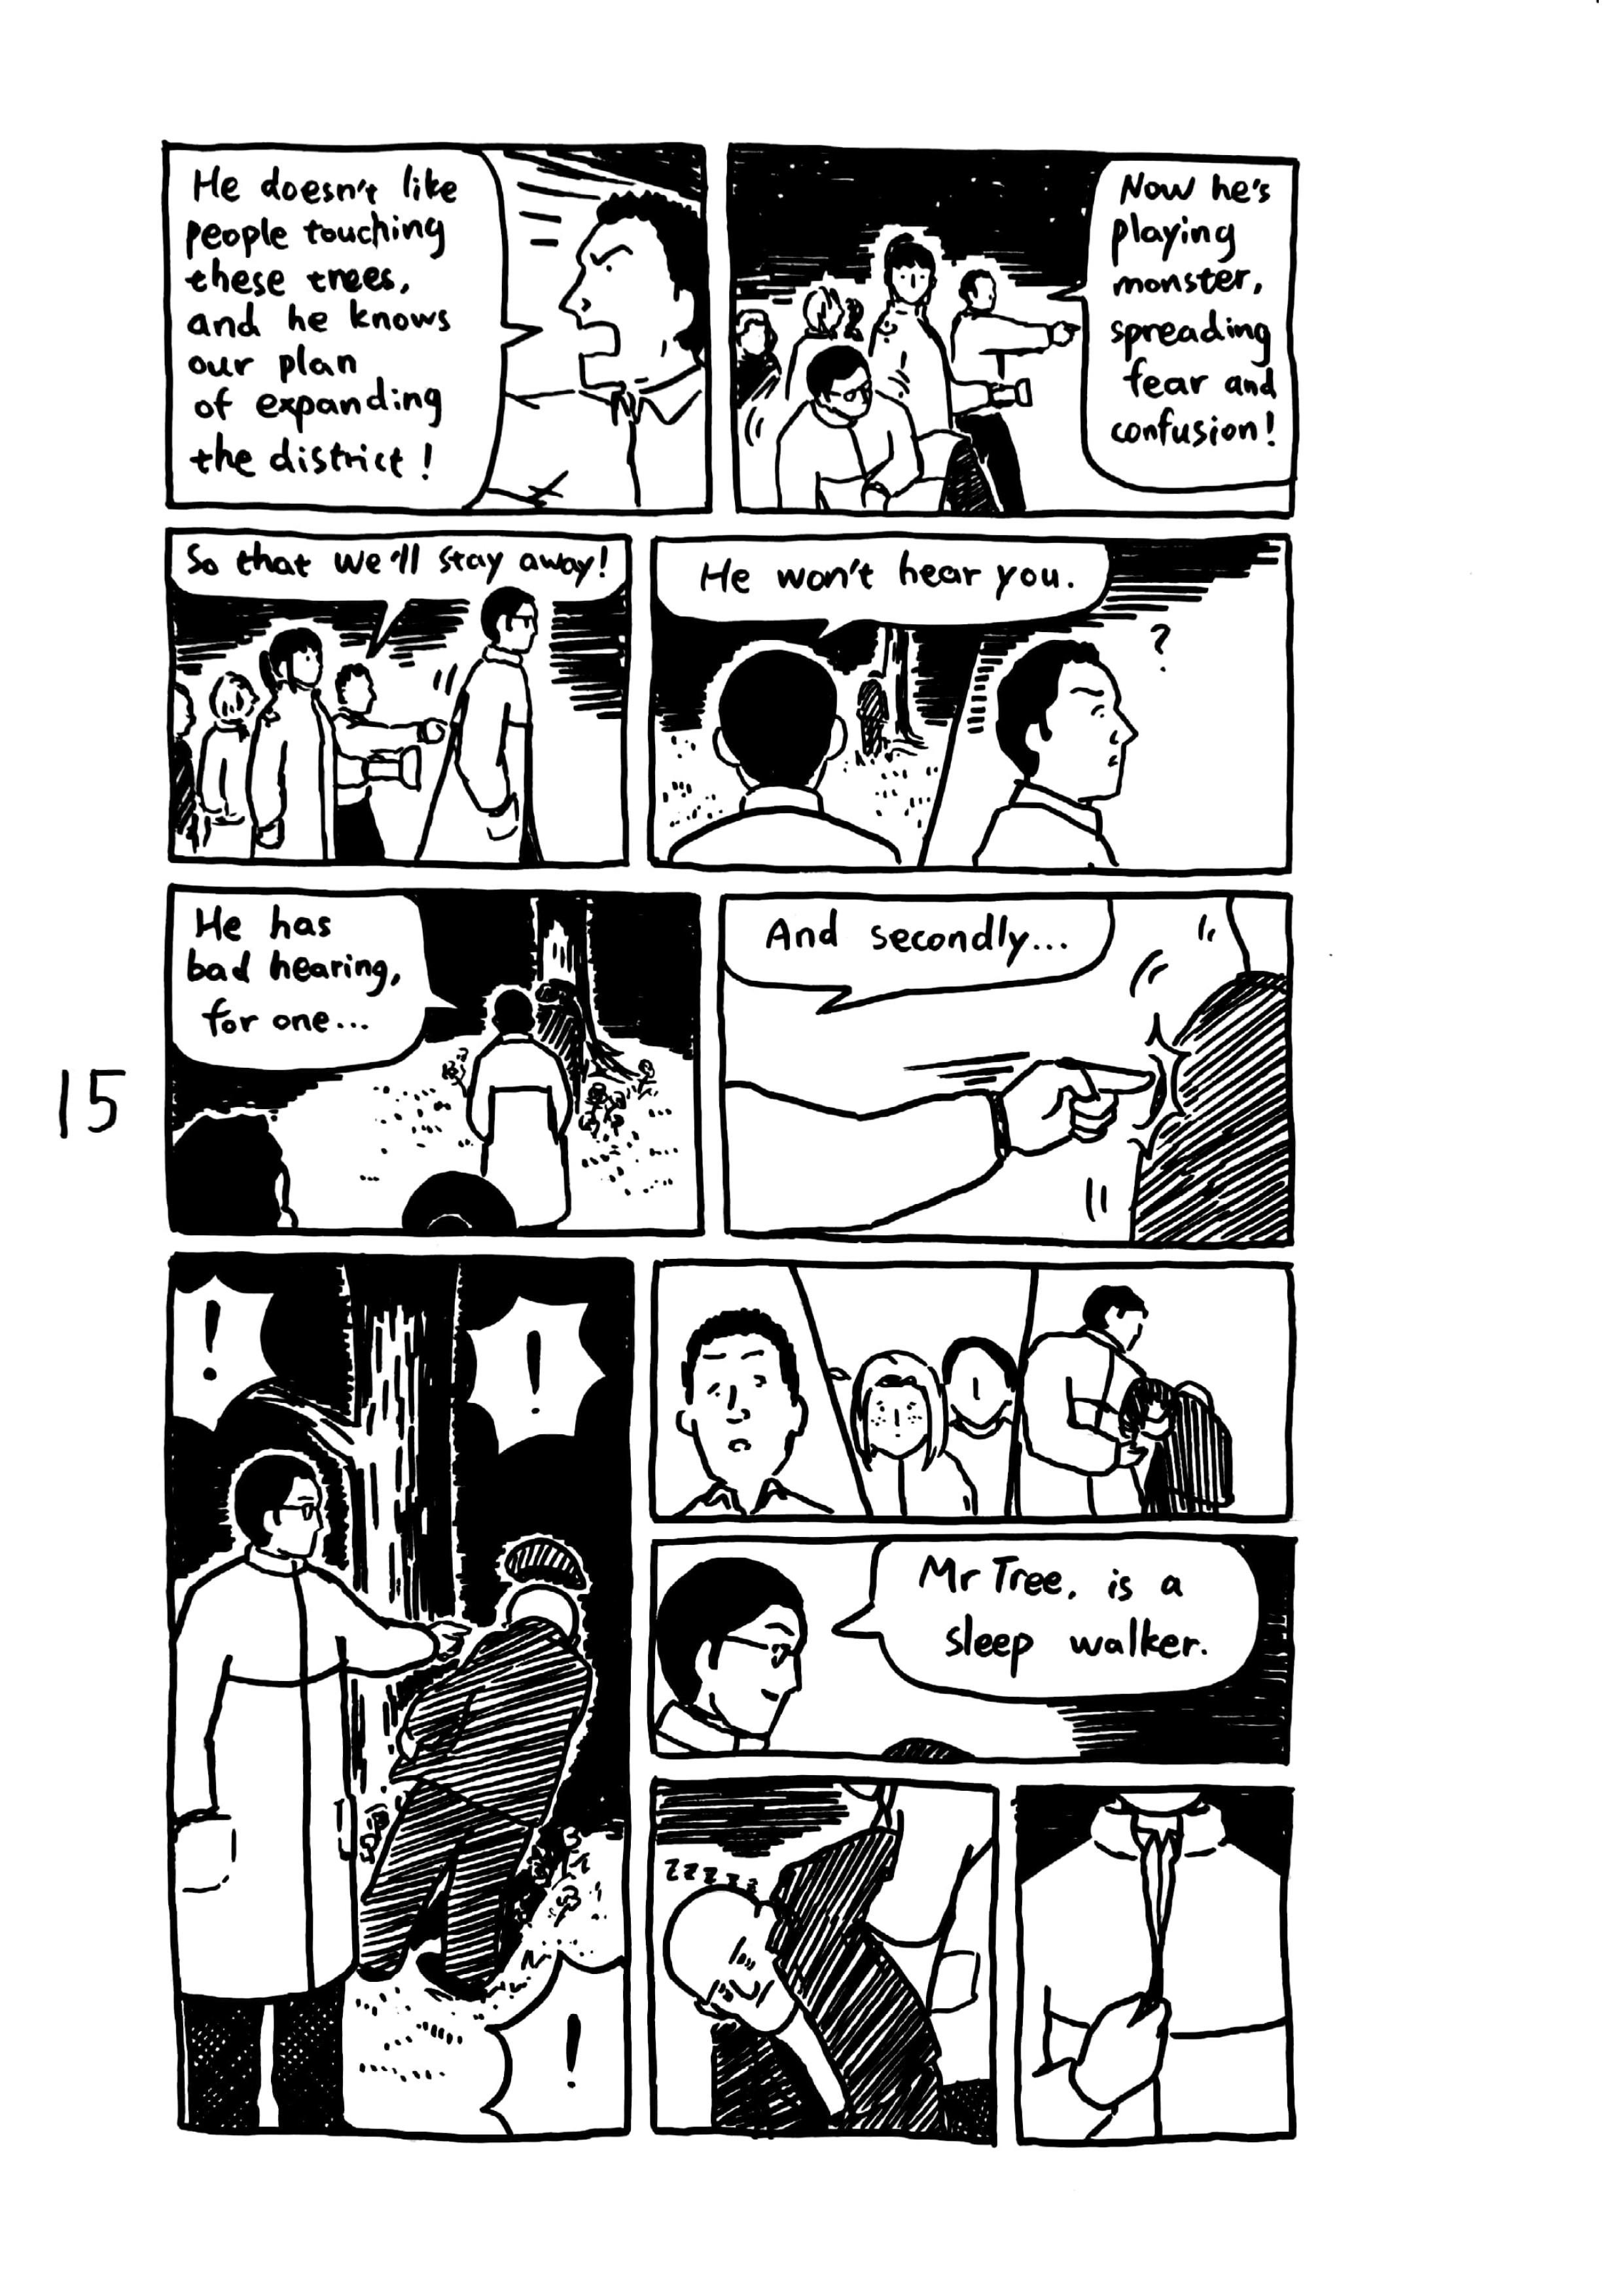 He doesn't like
people touching
these trees,
and he knows
our plan
of expanding
the district!
Now he's
playing
monster,
spreading
fear and
confusion!
So that we'll stay away!
He won't hear you.
?
He has
bad hearing,
for one...
And secondly...
15
!
!
!
Mr Tree, is a
sleep walker.
zzzzz